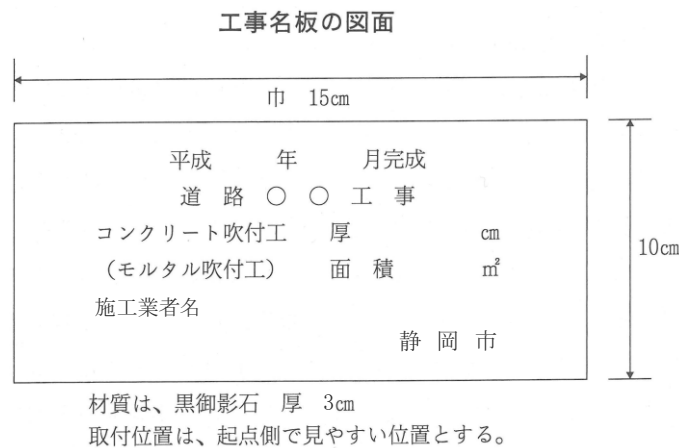 工事名板の図面
巾 15㎝
平成 年 月完成
道路○○工事
コンクリート吹付工 厚 ㎝
（モルタル吹付工） 面積 ㎡
施工業者名
静岡市
10㎝
材質は、黒御影石 厚 3㎝
取付位置は、起点側で見やすい位置とする。